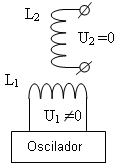 L₂
U₂=0
L₁
U₁≠0
Oscilador